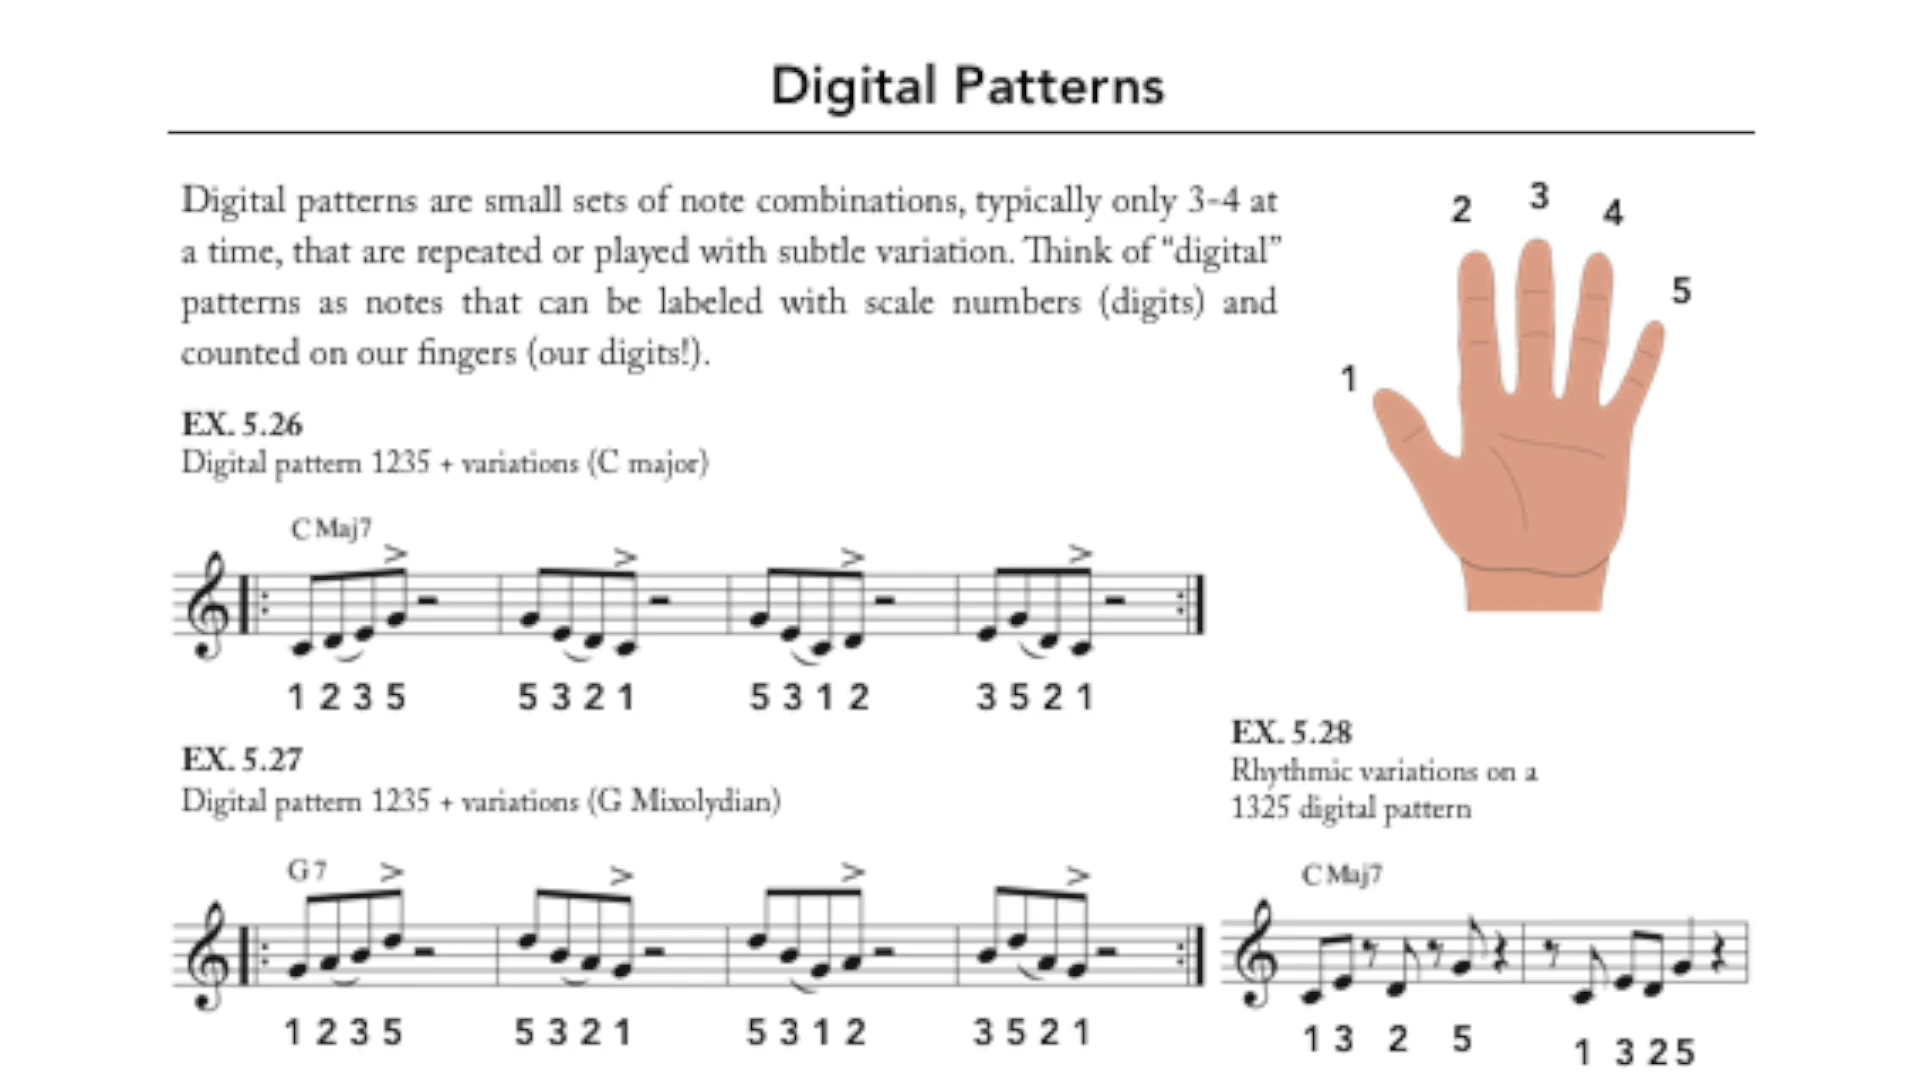 Digital Patterns
Digital patterns are small sets of note combinations, typically only 3-4 at
a time, that are repeated or played with subtle variation. Think of “digital”
patterns as notes that can be labeled with scale numbers (digits) and
counted on our fingers (our digits!).
1 2 3 4 5
EX. 5.26
Digital pattern 1235 + variations (C major)
C Maj7
> > > >
1 2 3 5 5 3 2 1 5 3 1 2 3 5 2 1
EX. 5.27
Digital pattern 1235 + variations (G Mixolydian)
G7
> > > >
1 2 3 5 5 3 2 1 5 3 1 2 3 5 2 1
EX. 5.28
Rhythmic variations on a
1325 digital pattern
C Maj7
1 3 2 5 1 3 2 5